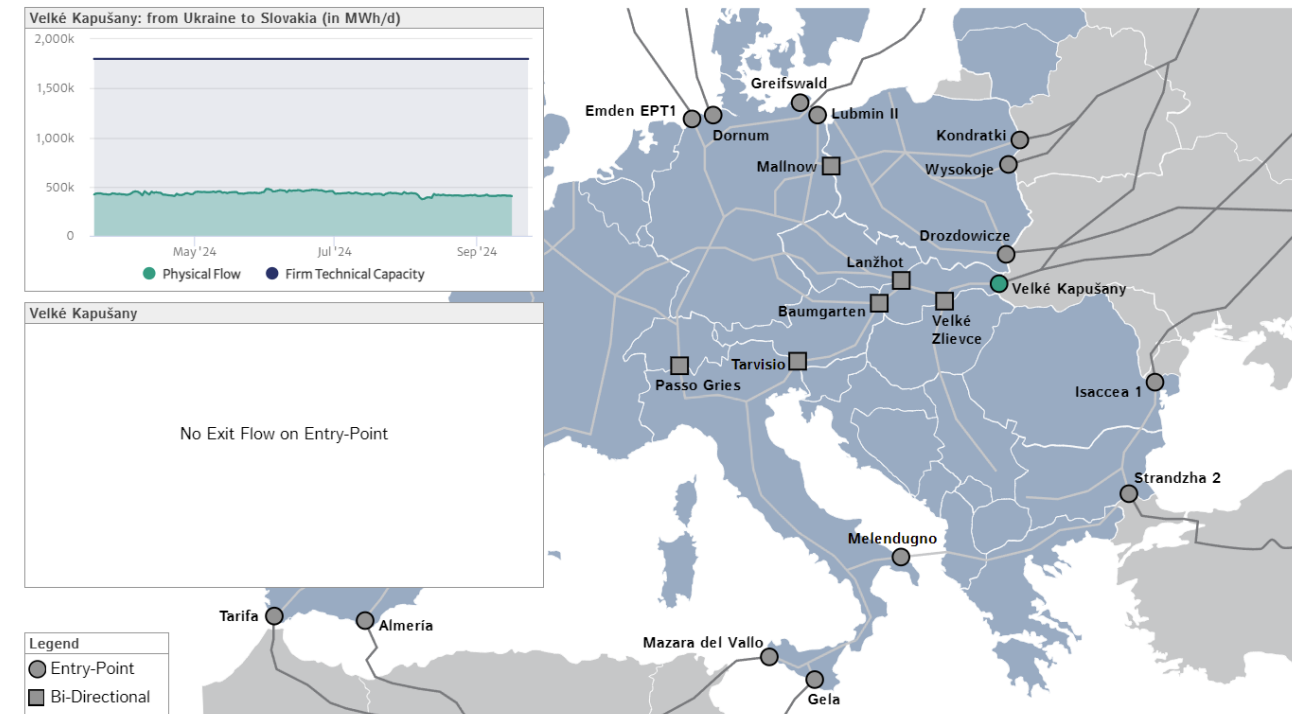 Velké Kapušany: from Ukraine to Slovakia (in MWh/d)
2,000k
1,500k
1,000k
500k
0
May '24
Jul '24
Sep '24
Physical Flow
Firm Technical Capacity
Velké Kapušany
No Exit Flow on Entry-Point
Legend
Entry-Point
Bi-Directional
Greifswald
Emden EPT1
Dornum
Lubmin II
Kondratki
Mallnow
Wysokoje
Drozdowicze
Lanžhot
Velké Kapušany
Baumgarten
Velké
Zlievce
Tarvisio
Passo Gries
Isaccea 1
Strandzha 2
Melendugno
Tarifa
Almería
Mazara del Vallo
Gela